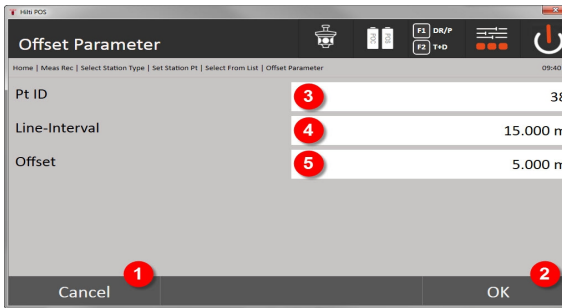 Hilti POS
Offset Parameter
POC POC
F1 DR/P
F2 T+D
Home | Meas Rec | Select Station Type | Set Station Pt | Select From List | Offset Parameter 09:40
Pt ID 3 38
Line-Interval 4 15.000 m
Offset 5 5.000 m
1 2
Cancel OK